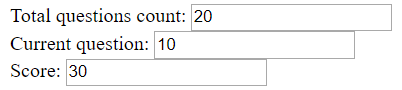 Total questions count: 20
Current question: 10
Score: 30